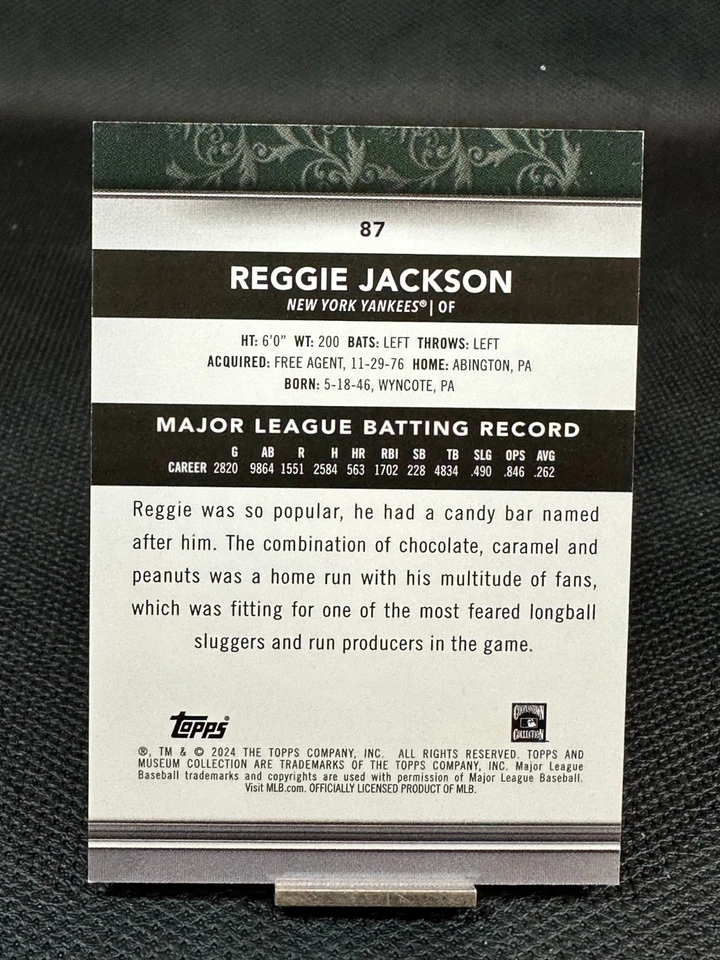 87
REGGIE JACKSON
NEW YORK YANKEES® | OF
HT: 6'0" WT: 200 BATS: LEFT THROWS: LEFT
ACQUIRED: FREE AGENT, 11-29-76 HOME: ABINGTON, PA
BORN: 5-18-46, WYNCOTE, PA
MAJOR LEAGUE BATTING RECORD
G AB R H HR RBI SB TB SLG OPS AVG
CAREER 2820 9864 1551 2584 563 1702 228 4834 .490 .846 .262
Reggie was so popular, he had a candy bar named
after him. The combination of chocolate, caramel and
peanuts was a home run with his multitude of fans,
which was fitting for one of the most feared longball
sluggers and run producers in the game.
topps®
COOPERSTOWN
COLLECTION
®, TM & © 2024 THE TOPPS COMPANY, INC. ALL RIGHTS RESERVED. TOPPS AND
MUSEUM COLLECTION ARE TRADEMARKS OF THE TOPPS COMPANY, INC. Major League
Baseball trademarks and copyrights are used with permission of Major League Baseball.
Visit MLB.com. OFFICIALLY LICENSED PRODUCT OF MLB.